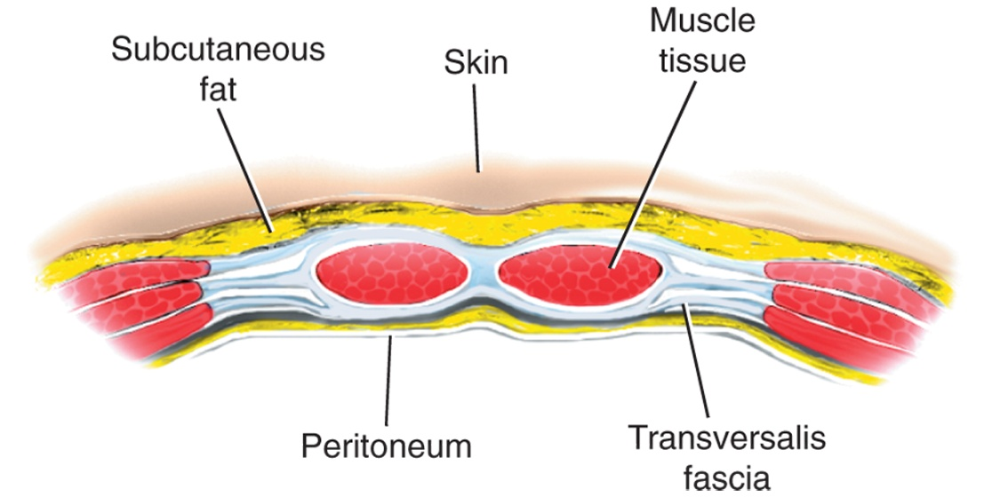 Subcutaneous
fat
Skin
Muscle
tissue
Peritoneum
Transversalis
fascia